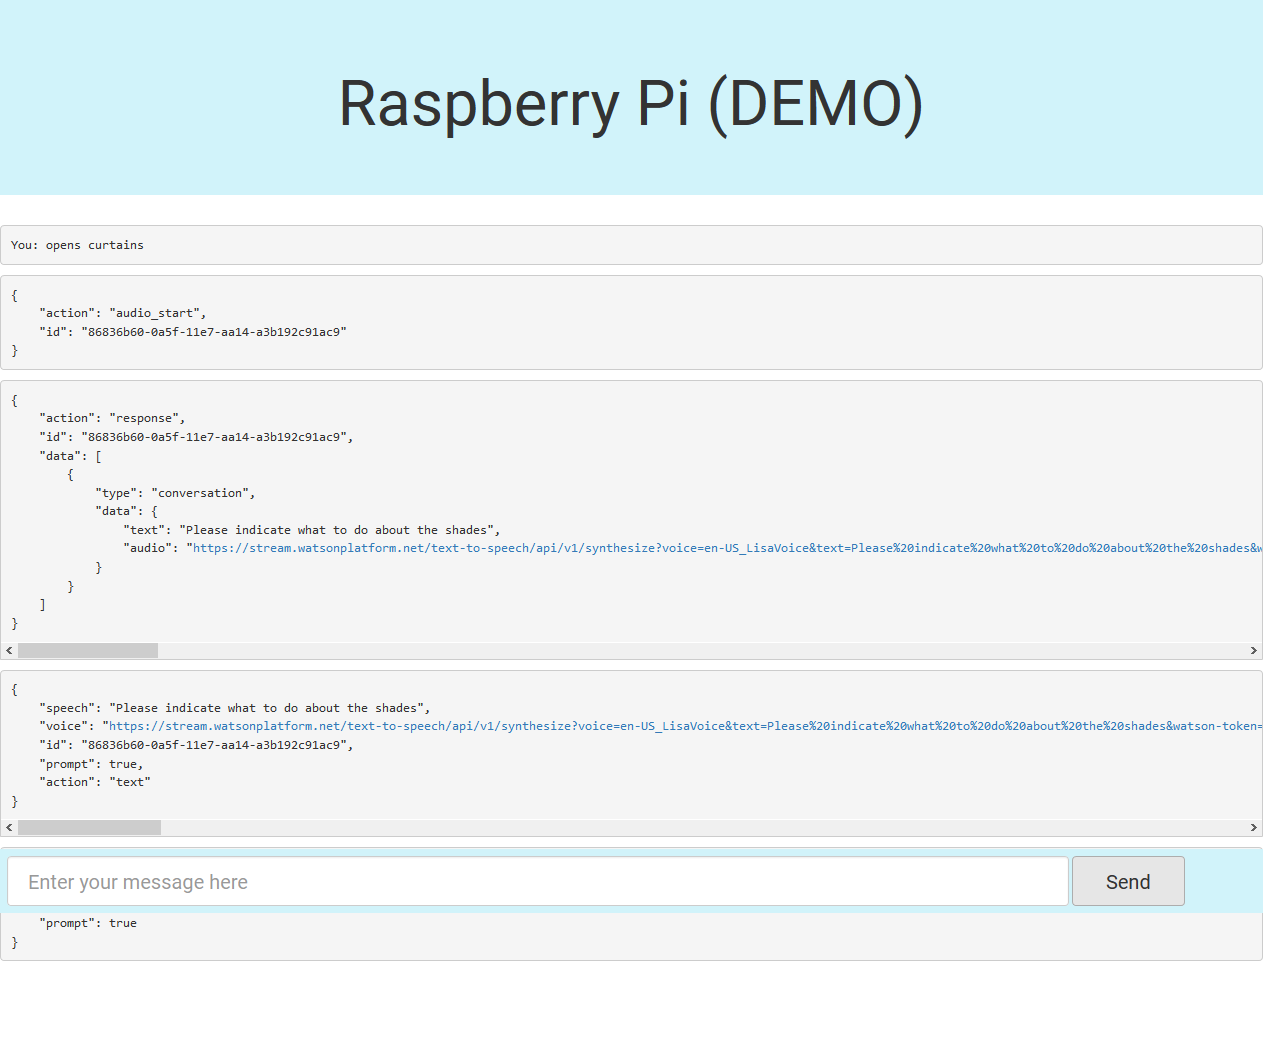 Raspberry Pi (DEMO)
You: opens curtains
{
    "action": "audio_start",
    "id": "86836b60-0a5f-11e7-aa14-a3b192c91ac9"
}
{
    "action": "response",
    "id": "86836b60-0a5f-11e7-aa14-a3b192c91ac9",
    "data": [
        {
            "type": "conversation",
            "data": {
                "text": "Please indicate what to do about the shades",
                "audio": "https://stream.watsonplatform.net/text-to-speech/api/v1/synthesize?voice=en-US_LisaVoice&text=Please%20indicate%20what%20to%20do%20about%20the%20shades&w
            }
        }
    ]
}
{
    "speech": "Please indicate what to do about the shades",
    "voice": "https://stream.watsonplatform.net/text-to-speech/api/v1/synthesize?voice=en-US_LisaVoice&text=Please%20indicate%20what%20to%20do%20about%20the%20shades&watson-token=
    "id": "86836b60-0a5f-11e7-aa14-a3b192c91ac9",
    "prompt": true,
    "action": "text"
}
Enter your message here
Send
    "prompt": true
}